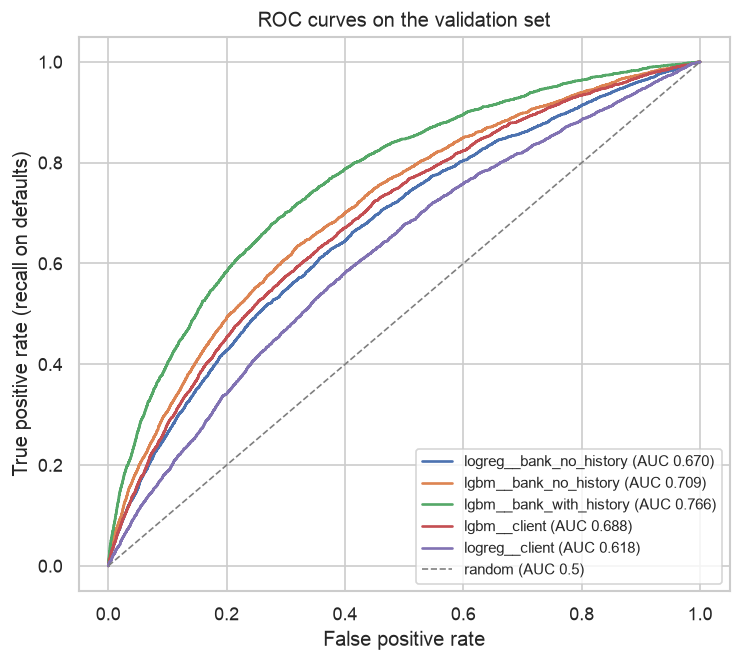 ROC curves on the validation set
True positive rate (recall on defaults)
1.0
0.8
0.6
0.4
0.2
0.0
logreg__bank_no_history (AUC 0.670)
lgbm__bank_no_history (AUC 0.709)
lgbm__bank_with_history (AUC 0.766)
lgbm__client (AUC 0.688)
logreg__client (AUC 0.618)
random (AUC 0.5)
0.0 0.2 0.4 0.6 0.8 1.0
False positive rate